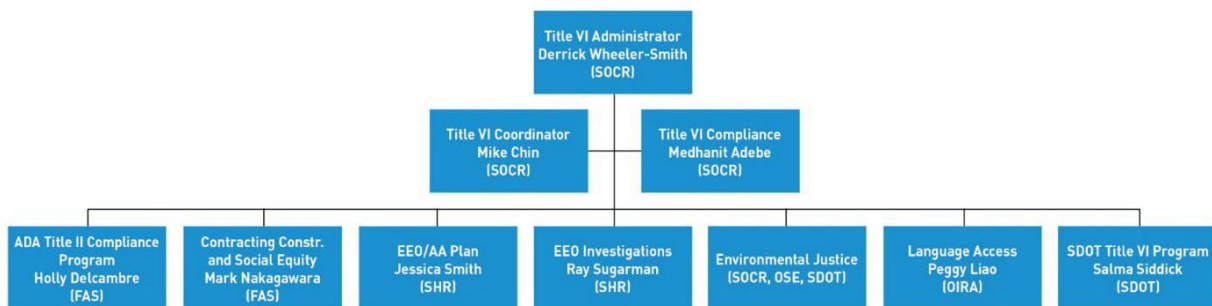 Title VI Administrator
Derrick Wheeler-Smith
(SOCR)
Title VI Coordinator
Mike Chin
(SOCR)
Title VI Compliance
Medhanit Adebe
(SOCR)
ADA Title II Compliance
Program
Holly Delcambre
(FAS)
Contracting Constr.
and Social Equity
Mark Nakagawara
(FAS)
EEO/AA Plan
Jessica Smith
(SHR)
EEO Investigations
Ray Sugarman
(SHR)
Environmental Justice
(SOCR, OSE, SDOT)
Language Access
Peggy Liao
(OIRA)
SDOT Title VI Program
Salma Siddick
(SDOT)